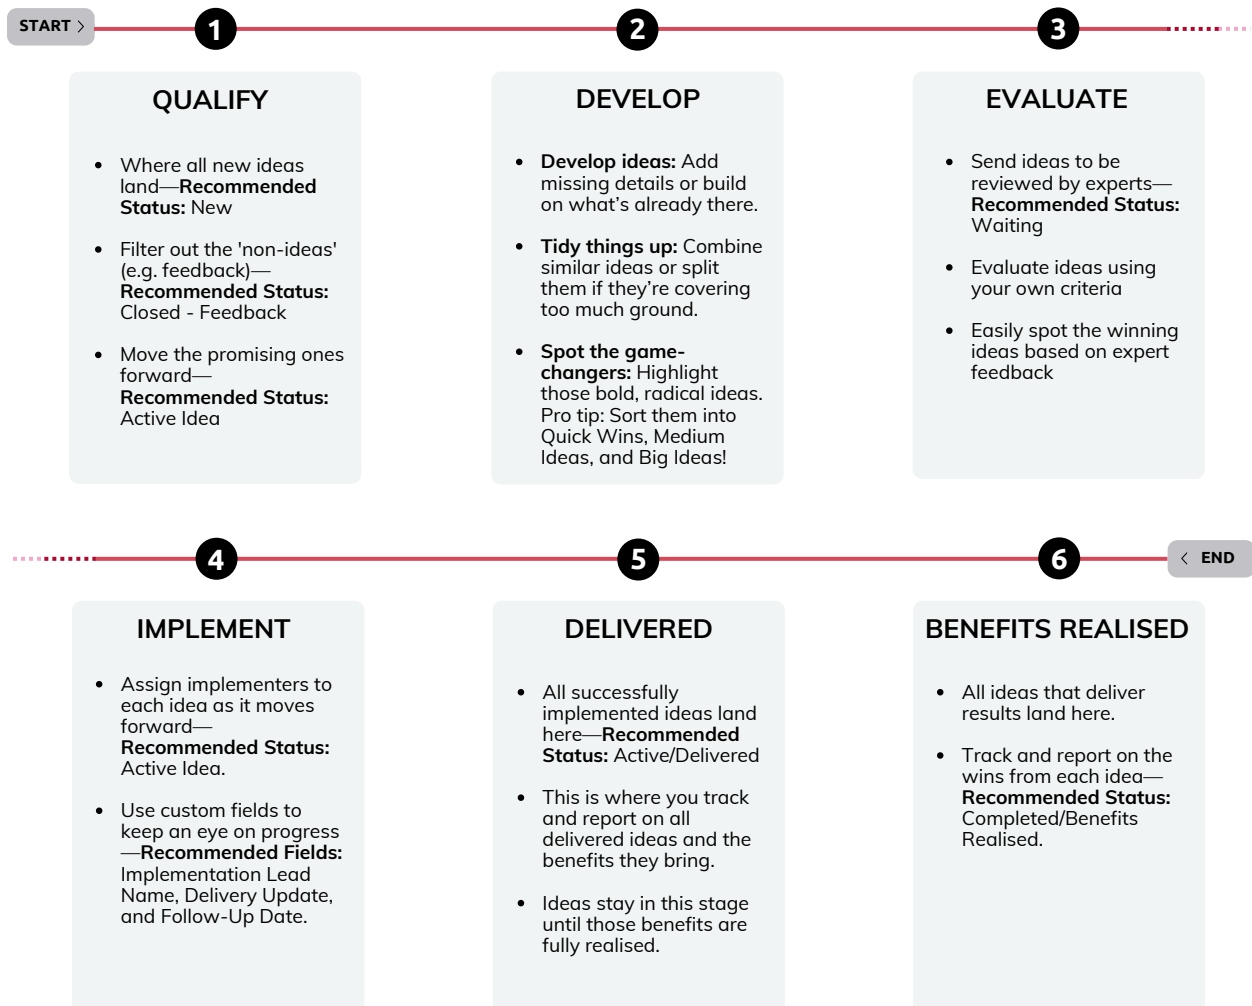 START >
1
2
3
QUALIFY
• Where all new ideas
land—Recommended
Status: New
• Filter out the 'non-ideas'
(e.g. feedback)—
Recommended Status:
Closed - Feedback
• Move the promising ones
forward—
Recommended Status:
Active Idea
DEVELOP
• Develop ideas: Add
missing details or build
on what’s already there.
• Tidy things up: Combine
similar ideas or split
them if they’re covering
too much ground.
• Spot the game-
changers: Highlight
those bold, radical ideas.
Pro tip: Sort them into
Quick Wins, Medium
Ideas, and Big Ideas!
EVALUATE
• Send ideas to be
reviewed by experts—
Recommended Status:
Waiting
• Evaluate ideas using
your own criteria
• Easily spot the winning
ideas based on expert
feedback
4
5
6
< END
IMPLEMENT
• Assign implementers to
each idea as it moves
forward—
Recommended Status:
Active Idea.
• Use custom fields to
keep an eye on progress
—Recommended Fields:
Implementation Lead
Name, Delivery Update,
and Follow-Up Date.
DELIVERED
• All successfully
implemented ideas land
here—Recommended
Status: Active/Delivered
• This is where you track
and report on all
delivered ideas and the
benefits they bring.
• Ideas stay in this stage
until those benefits are
fully realised.
BENEFITS REALISED
• All ideas that deliver
results land here.
• Track and report on the
wins from each idea—
Recommended Status:
Completed/Benefits
Realised.